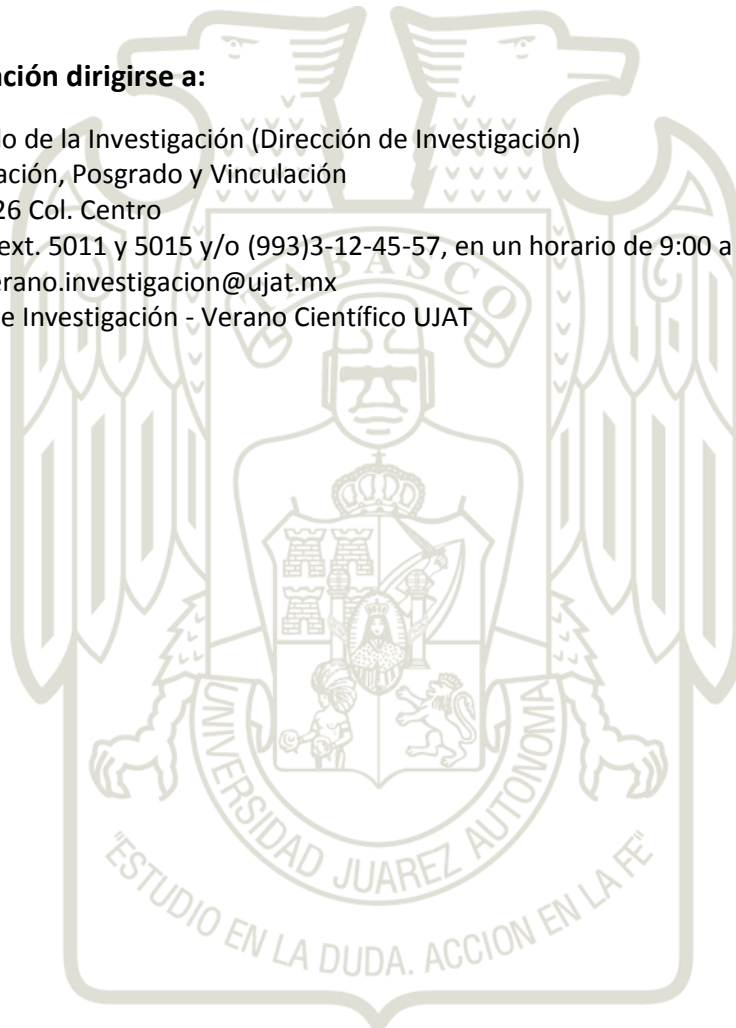 ación dirigirse a:
lo de la Investigación (Dirección de Investigación)
ación, Posgrado y Vinculación
26 Col. Centro
ext. 5011 y 5015 y/o (993)3-12-45-57, en un horario de 9:00 a
erano.investigacion@ujat.mx
e Investigación - Verano Científico UJAT
TABASCO
UNIVERSIDAD JUAREZ AUTONOMA
"ESTUDIO EN LA DUDA. ACCION EN LA FE"